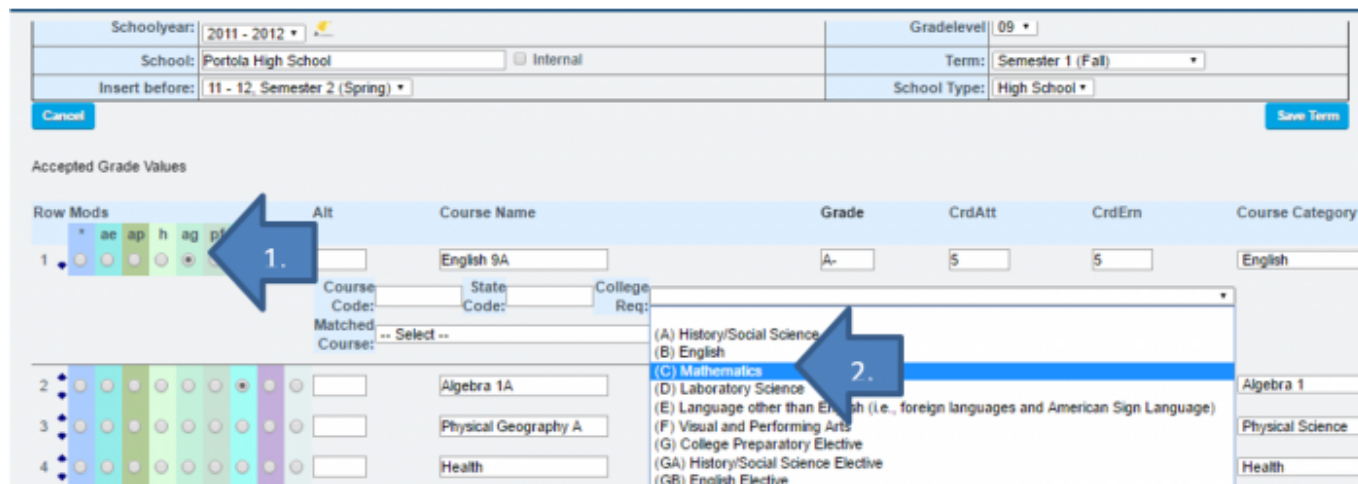 Schoolyear: 2011 - 2012 Gradelevel 09
School: Portola High School Internal Term: Semester 1 (Fall)
Insert before: 11 - 12, Semester 2 (Spring) School Type: High School
Cancel Save Term
Accepted Grade Values
Row Mods Alt Course Name Grade CrdAtt CrdErn Course Category
* ae ap h ag
1 1. English 9A A- 5 5 English
Course Code: State Code: College Req:
Matched Course: -- Select --
(A) History/Social Science
(B) English
(C) Mathematics 2.
(D) Laboratory Science
2 Algebra 1A Algebra 1
(E) Language other than English (i.e., foreign languages and American Sign Language)
(F) Visual and Performing Arts
3 Physical Geography A Physical Science
(G) College Preparatory Elective
(GA) History/Social Science Elective
4 Health Health
(GB) English Elective